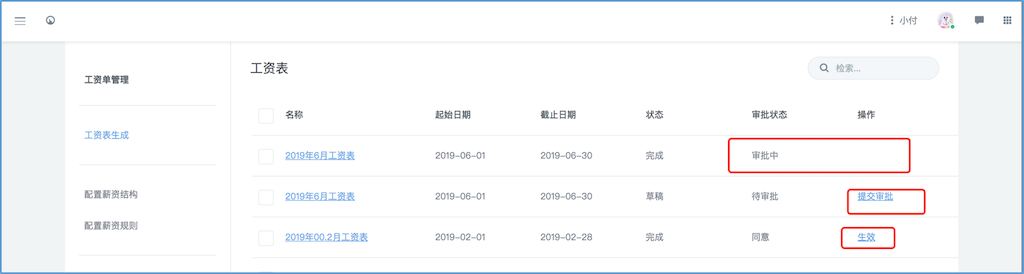 小付
工资单管理
工资表
检索...
名称 起始日期 截止日期 状态 审批状态 操作
工资表生成
2019年6月工资表 2019-06-01 2019-06-30 完成 审批中
配置薪资结构
2019年6月工资表 2019-06-01 2019-06-30 草稿 待审批 提交审批
配置薪资规则
2019年00.2月工资表 2019-02-01 2019-02-28 完成 同意 生效